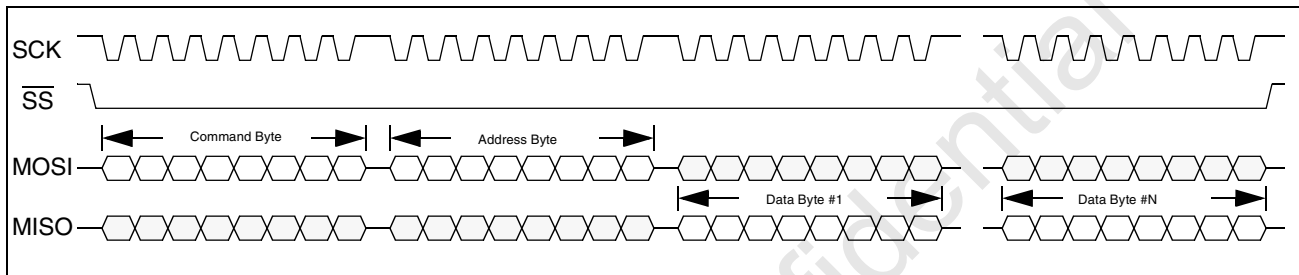 SCK
SS
Command Byte
Address Byte
MOSI
Data Byte #1
Data Byte #N
MISO